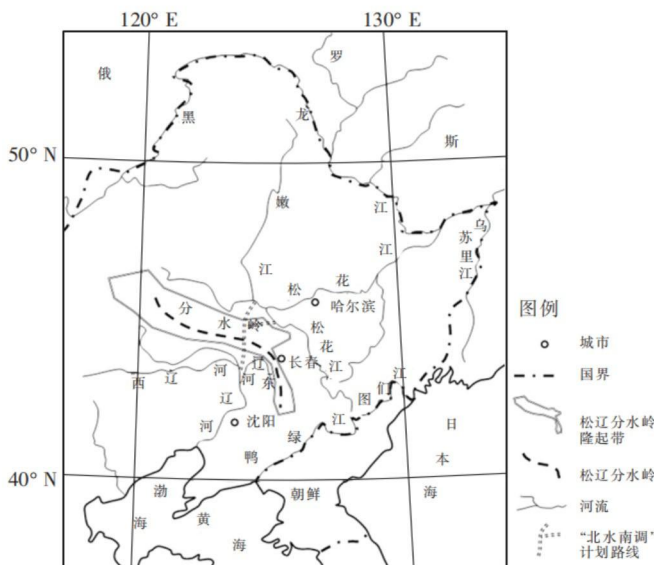 120° E
130° E
50° N
40° N
俄
罗
斯
黑
龙
江
嫩
江
松
花
江
乌
苏
里
江
哈尔滨
分
水
岭
松
花
江
长春
西
辽
河
辽
河
东
辽
河
沈阳
图
们
江
鸭
绿
江
日
本
海
渤
海
黄
海
朝鲜
图例
城市
国界
松辽分水岭
隆起带
松辽分水岭
河流
“北水南调”
计划路线